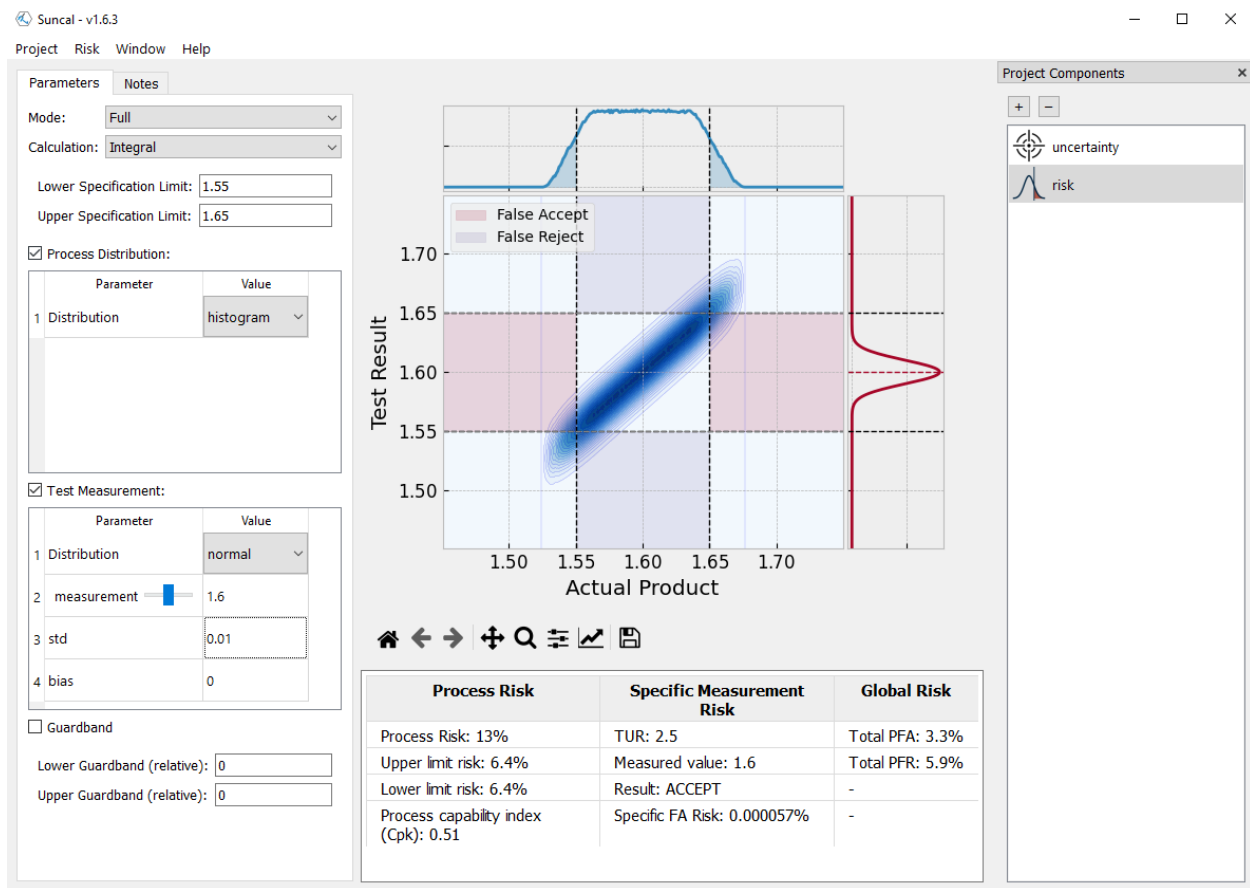 Suncal - v1.6.3
Project Risk Window Help
Parameters Notes
Mode: Full
Calculation: Integral
Lower Specification Limit: 1.55
Upper Specification Limit: 1.65
Process Distribution:
Parameter Value
1 Distribution histogram
Test Measurement:
Parameter Value
1 Distribution normal
2 measurement 1.6
3 std 0.01
4 bias 0
Guardband
Lower Guardband (relative): 0
Upper Guardband (relative): 0
False Accept
False Reject
1.70
1.65
1.60
1.55
1.50
Test Result
1.50 1.55 1.60 1.65 1.70
Actual Product
Process Risk Specific Measurement Risk Global Risk
Process Risk: 13% TUR: 2.5 Total PFA: 3.3%
Upper limit risk: 6.4% Measured value: 1.6 Total PFR: 5.9%
Lower limit risk: 6.4% Result: ACCEPT -
Process capability index (Cpk): 0.51 Specific FA Risk: 0.000057% -
Project Components
+ −
uncertainty
risk